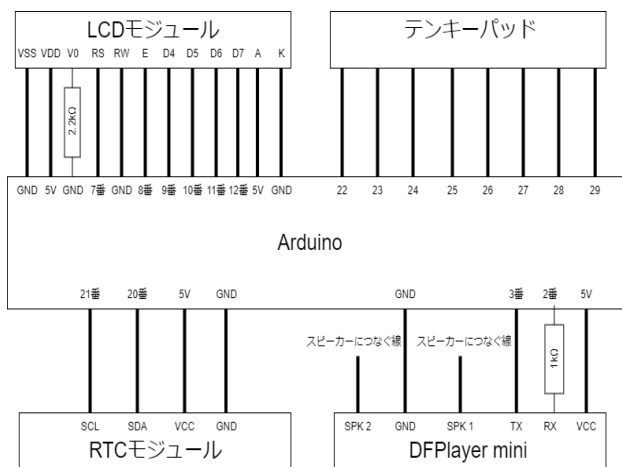 LCDモジュール
VSS VDD V0 RS RW E D4 D5 D6 D7 A K
2.2kΩ
GND 5V GND 7番 GND 8番 9番 10番 11番 12番 5V GND
テンキーパッド
22 23 24 25 26 27 28 29
Arduino
21番 20番 5V GND
GND 3番 2番 5V
スピーカーにつなぐ線 スピーカーにつなぐ線
1kΩ
SCL SDA VCC GND
RTCモジュール
SPK 2 GND SPK 1 TX RX VCC
DFPlayer mini